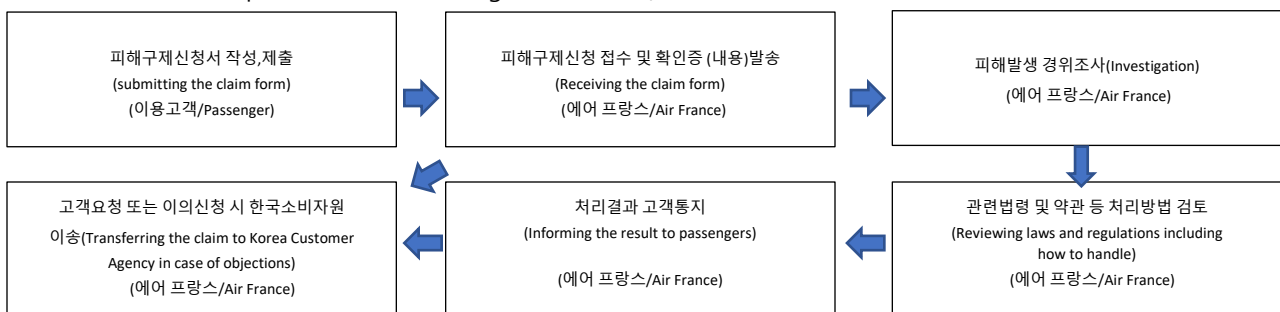 피해구제신청서 작성,제출
(submitting the claim form)
(이용고객/Passenger)
피해구제신청 접수 및 확인증 (내용)발송
(Receiving the claim form)
(에어 프랑스/Air France)
피해발생 경위조사(Investigation)
(에어 프랑스/Air France)
고객요청 또는 이의신청 시 한국소비자원
이송(Transferring the claim to Korea Customer
Agency in case of objections)
(에어 프랑스/Air France)
처리결과 고객통지
(Informing the result to passengers)
(에어 프랑스/Air France)
관련법령 및 약관 등 처리방법 검토
(Reviewing laws and regulations including
how to handle)
(에어 프랑스/Air France)